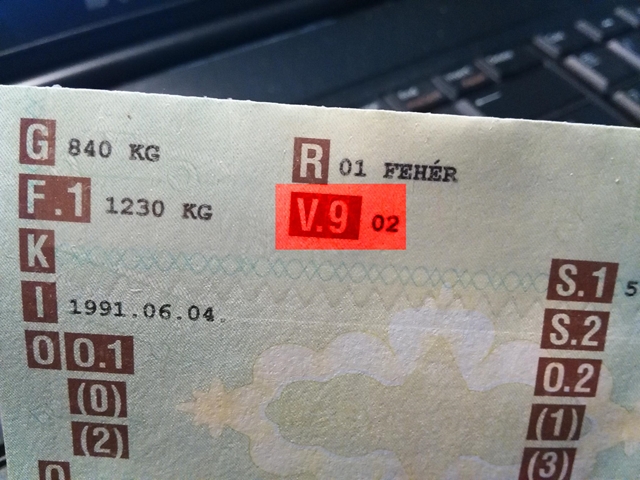 G 840 KG
R 01 FEHÉR
F.1 1230 KG
V.9 02
K
I 1991.06.04.
S.1 5
O O.1
S.2
(0)
O.2
(2)
(1)
(3)